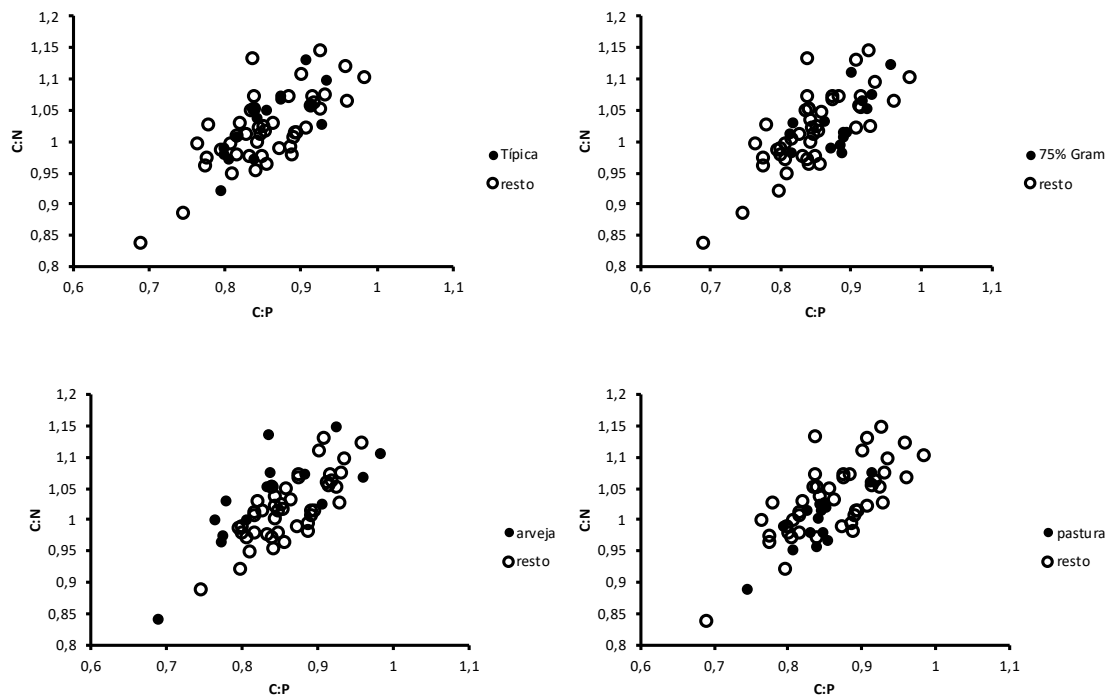 1,2
1,15
1,1
1,05
1
0,95
0,9
0,85
0,8
C:N
0,6 0,7 0,8 0,9 1 1,1
C:P
Típica
resto
1,2
1,15
1,1
1,05
1
0,95
0,9
0,85
0,8
C:N
0,6 0,7 0,8 0,9 1 1,1
C:P
75% Gram
resto
1,2
1,15
1,1
1,05
1
0,95
0,9
0,85
0,8
C:N
0,6 0,7 0,8 0,9 1 1,1
C:P
arveja
resto
1,2
1,15
1,1
1,05
1
0,95
0,9
0,85
0,8
C:N
0,6 0,7 0,8 0,9 1 1,1
C:P
pastura
resto